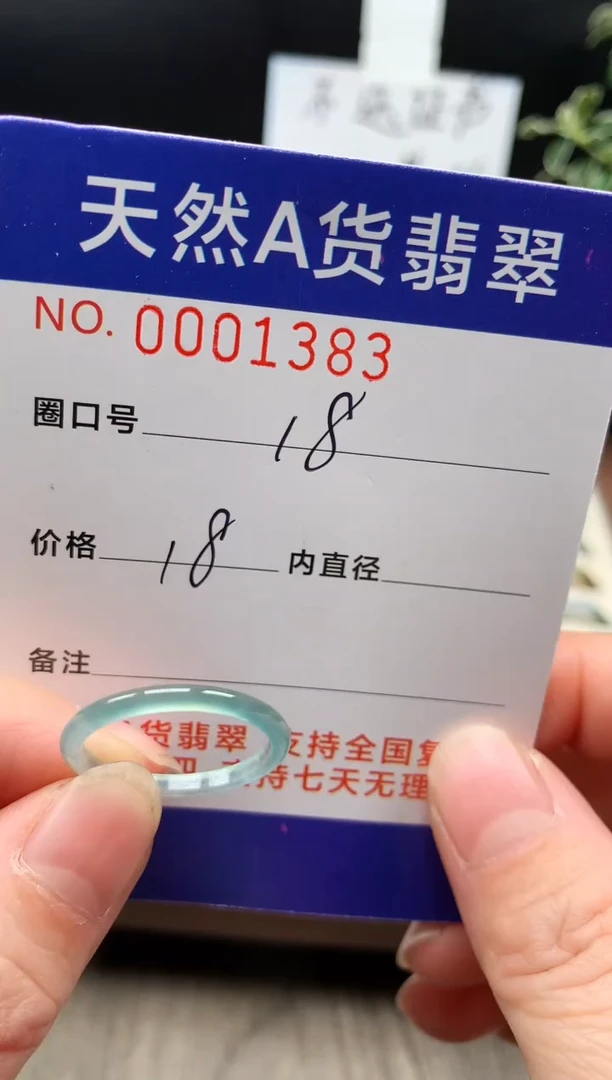 天然A货翡翠
NO. 0001383
圈口号 18
价格 18 内直径
备注
货翡翠 支持全国复
持七天无理